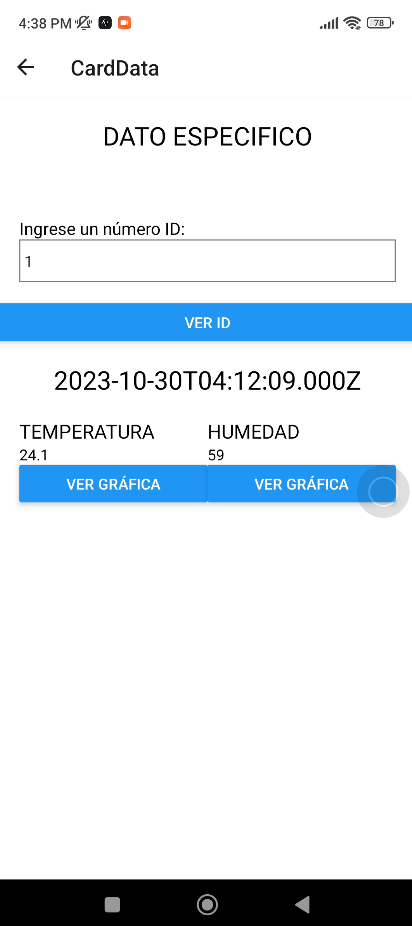 4:38 PM
78
CardData
DATO ESPECIFICO
Ingrese un número ID:
1
VER ID
2023-10-30T04:12:09.000Z
TEMPERATURA HUMEDAD
24.1 59
VER GRÁFICA VER GRÁFICA